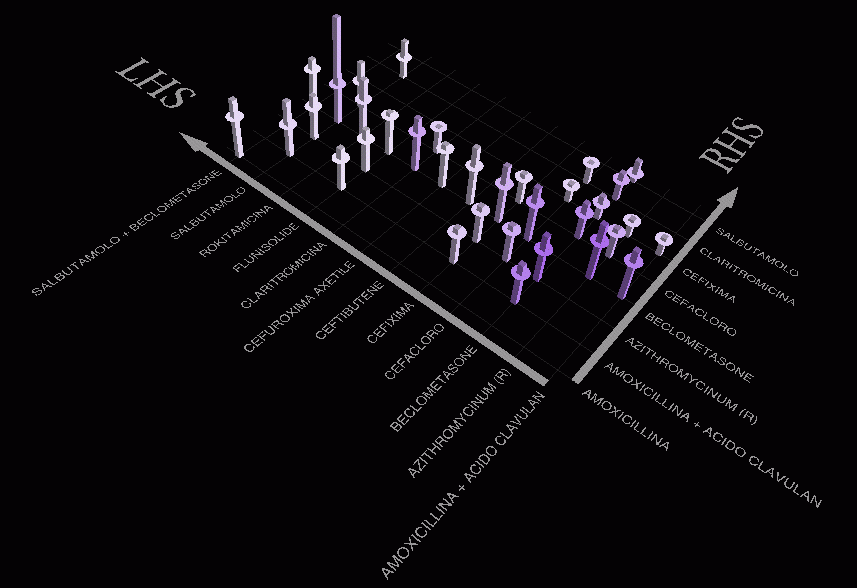 LHS
RHS
SALBUTAMOLO + BECLOMETASONE
SALBUTAMOLO
ROKITAMICINA
FLUNISOLIDE
CLARITROMICINA
CEFUROXIMA AXETILE
CEFTIBUTENE
CEFIXIMA
CEFACLORO
BECLOMETASONE
AZITHROMYCINUM (R)
AMOXICILLINA + ACIDO CLAVULAN
SALBUTAMOLO
CLARITROMICINA
CEFIXIMA
CEFACLORO
BECLOMETASONE
AZITHROMYCINUM (R)
AMOXICILLINA + ACIDO CLAVULAN
AMOXICILLINA